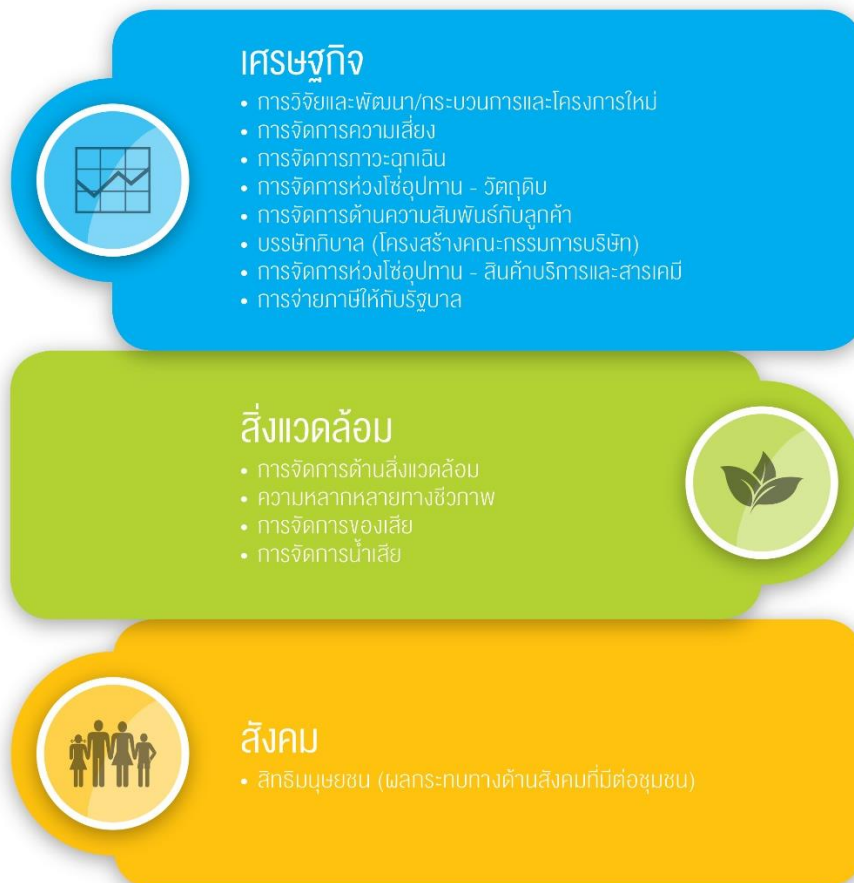 เศรษฐกิจ
• การวิจัยและพัฒนา/กระบวนการและโครงการใหม่
• การจัดการความเสี่ยง
• การจัดการภาวะฉุกเฉิน
• การจัดการห่วงโซ่อุปทาน - วัตถุดิบ
• การจัดการด้านความสัมพันธ์กับลูกค้า
• บรรษัทภิบาล (โครงสร้างคณะกรรมการบริษัท)
• การจัดการห่วงโซ่อุปทาน - สินค้าบริการและสารเคมี
• การจ่ายภาษีให้กับรัฐบาล
สิ่งแวดล้อม
• การจัดการด้านสิ่งแวดล้อม
• ความหลากหลายทางชีวภาพ
• การจัดการของเสีย
• การจัดการน้ำเสีย
สังคม
• สิทธิมนุษยชน (ผลกระทบทางด้านสังคมที่มีต่อชุมชน)